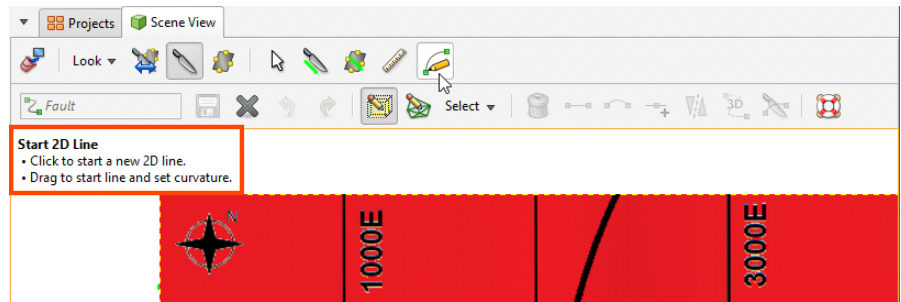 Projects Scene View
Look
Fault Select 3D
Start 2D Line
• Click to start a new 2D line.
• Drag to start line and set curvature.
N
1000E
3000E